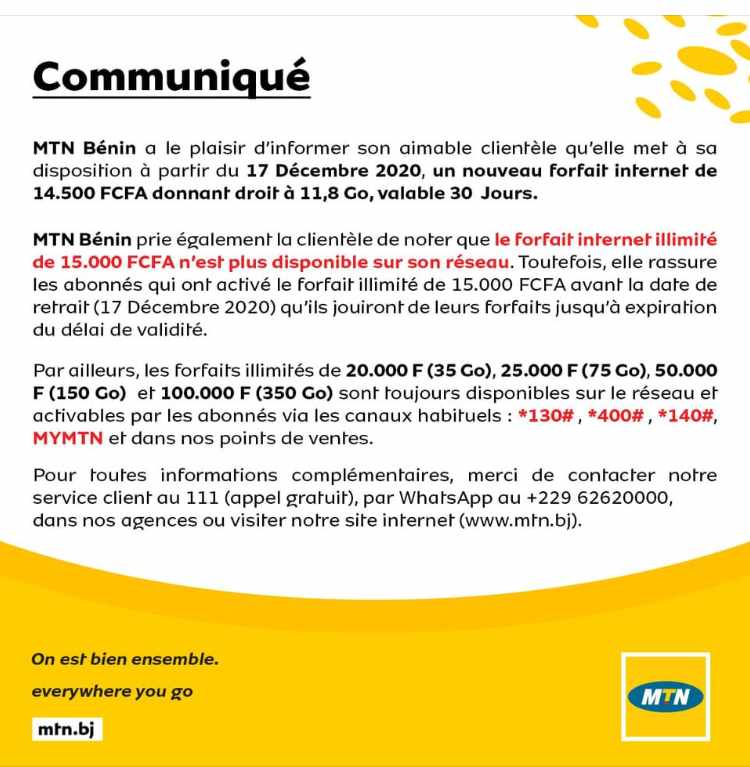 Communiqué
MTN Bénin a le plaisir d'informer son aimable clientèle qu'elle met à sa
disposition à partir du 17 Décembre 2020, un nouveau forfait internet de
14.500 FCFA donnant droit à 11,8 Go, valable 30 Jours.
MTN Bénin prie également la clientèle de noter que le forfait internet illimité
de 15.000 FCFA n'est plus disponible sur son réseau. Toutefois, elle rassure
les abonnés qui ont activé le forfait illimité de 15.000 FCFA avant la date de
retrait (17 Décembre 2020) qu'ils jouiront de leurs forfaits jusqu'à expiration
du délai de validité.
Par ailleurs, les forfaits illimités de 20.000 F (35 Go), 25.000 F (75 Go), 50.000
F (150 Go) et 100.000 F (350 Go) sont toujours disponibles sur le réseau et
activables par les abonnés via les canaux habituels : *130# , *400# , *140#,
MYMTN et dans nos points de ventes.
Pour toutes informations complémentaires, merci de contacter notre
service client au 111 (appel gratuit), par WhatsApp au +229 62620000,
dans nos agences ou visiter notre site internet (www.mtn.bj).
On est bien ensemble.
everywhere you go
mtn.bj
MTN